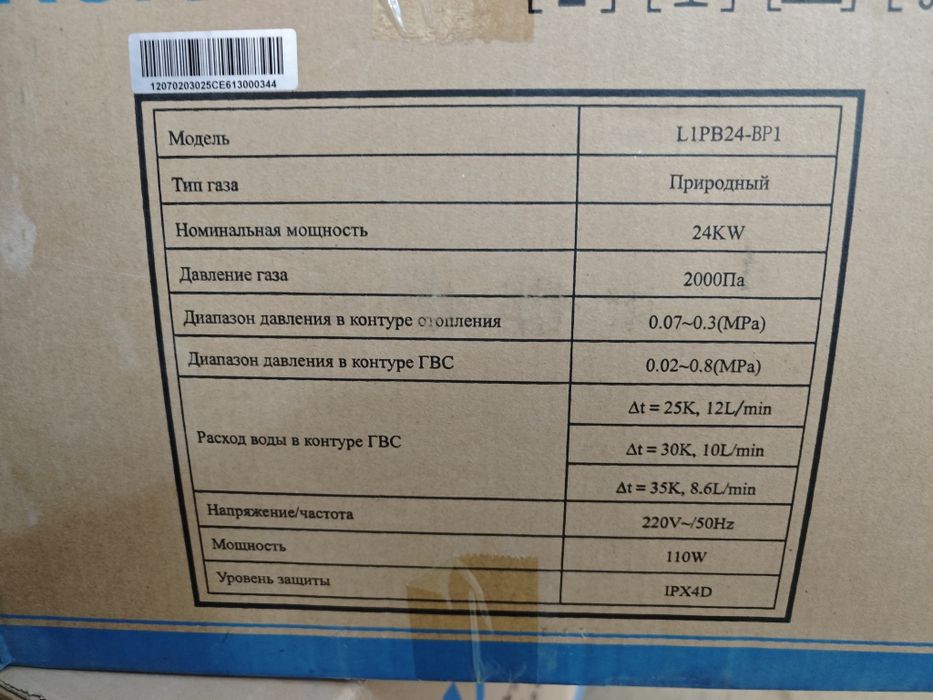 12070203025CE613000344
Модель L1PB24-BP1
Тип газа Природный
Номинальная мощность 24KW
Давление газа 2000Па
Диапазон давления в контуре отопления 0.07~0.3(MPa)
Диапазон давления в контуре ГВС 0.02~0.8(MPa)
Расход воды в контуре ГВС
Δt = 25K, 12L/min
Δt = 30K, 10L/min
Δt = 35K, 8.6L/min
Напряжение/частота 220V~/50Hz
Мощность 110W
Уровень защиты IPX4D